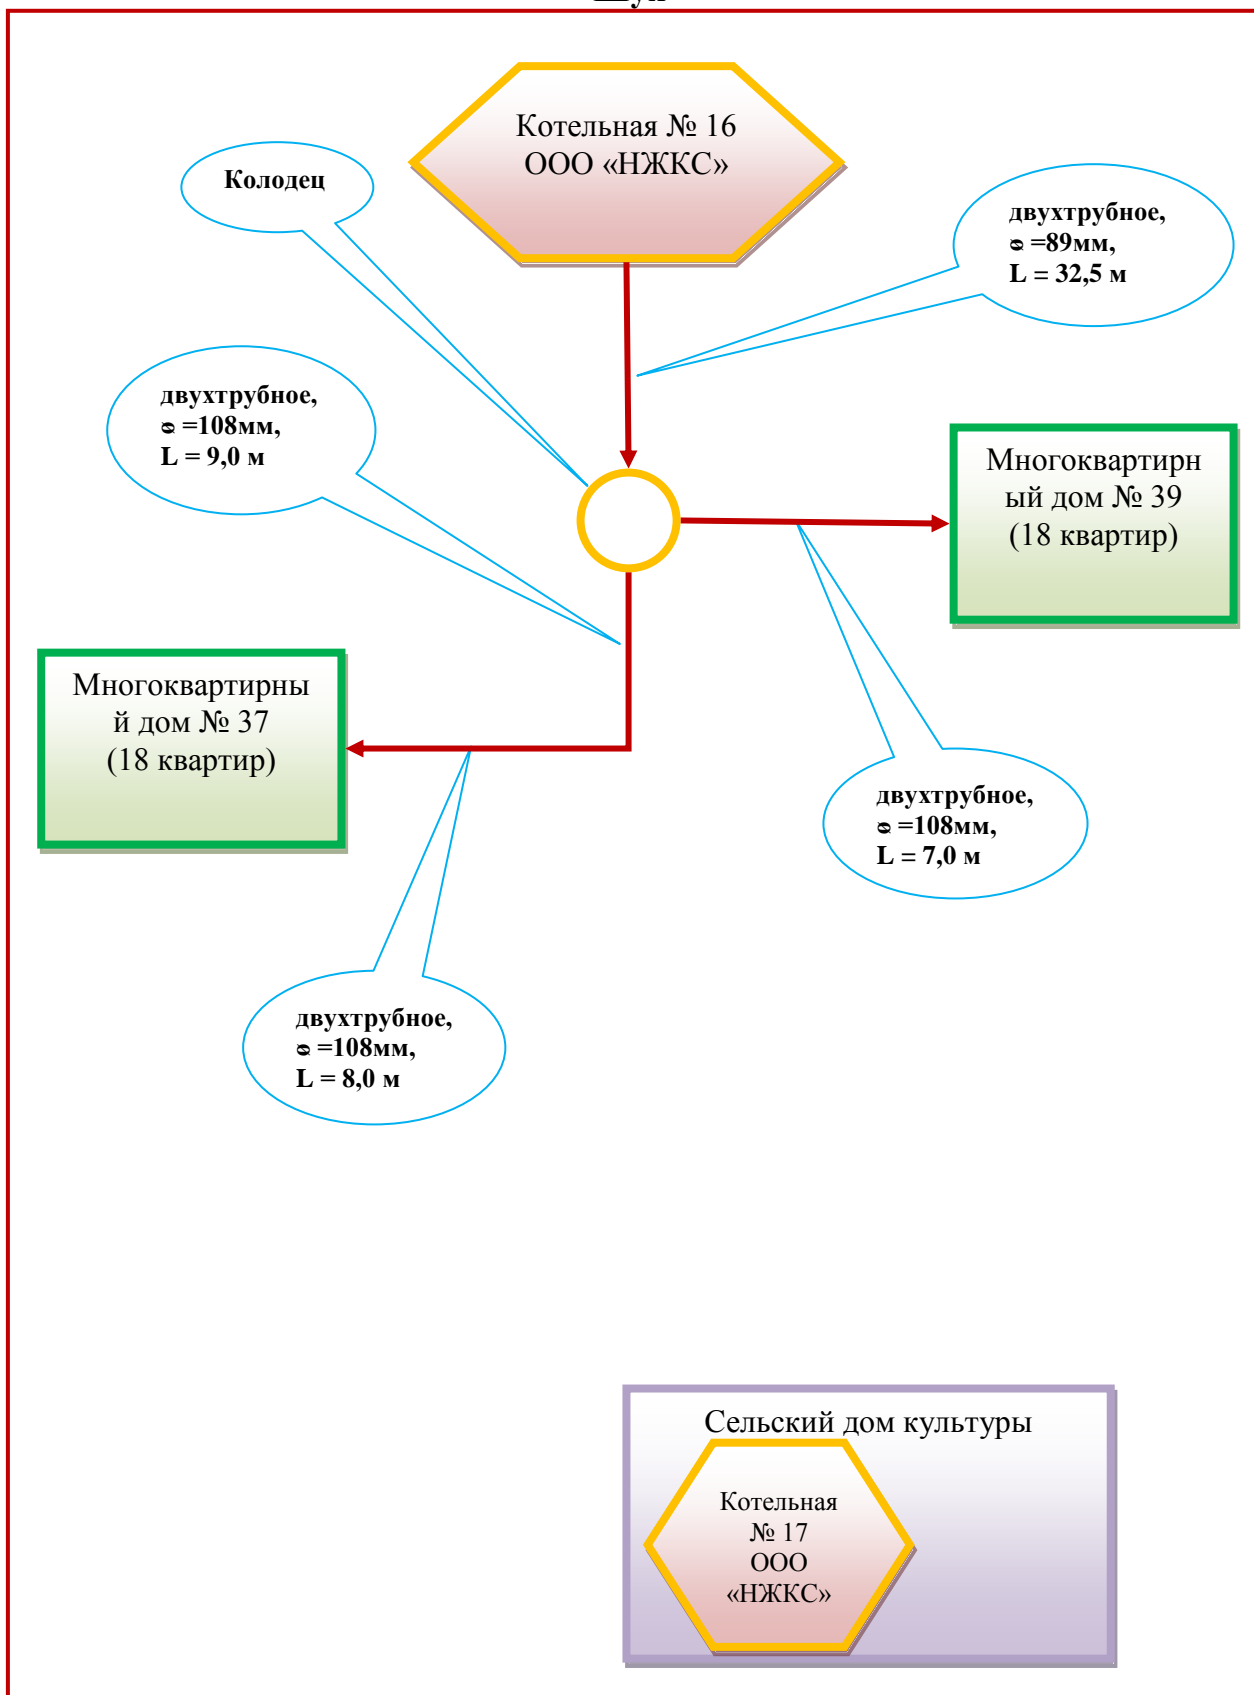 Котельная № 16
ООО «НЖКС»
Колодец
двухтрубное,
ᴓ =89мм,
L = 32,5 м
двухтрубное,
ᴓ =108мм,
L = 9,0 м
Многоквартирн
ый дом № 39
(18 квартир)
Многоквартирны
й дом № 37
(18 квартир)
двухтрубное,
ᴓ =108мм,
L = 7,0 м
двухтрубное,
ᴓ =108мм,
L = 8,0 м
Сельский дом культуры
Котельная
№ 17
ООО
«НЖКС»